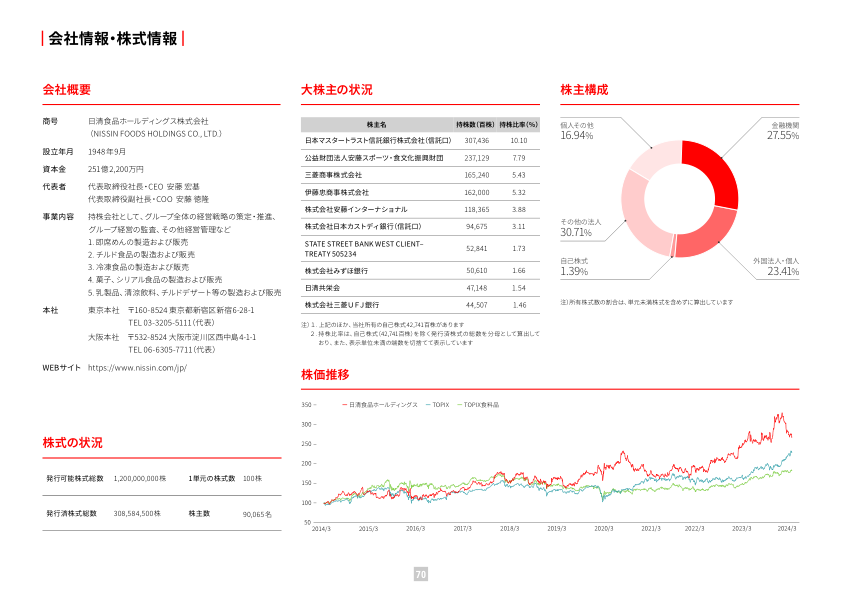 会社情報・株式情報
会社概要
商号 日清食品ホールディングス株式会社
（NISSIN FOODS HOLDINGS CO., LTD.）
設立年月 1948年9月
資本金 251億2,200万円
代表者 代表取締役社長・CEO 安藤 宏基
代表取締役副社長・COO 安藤 徳隆
事業内容 持株会社として、グループ全体の経営戦略の策定・推進、
グループ経営の監査、その他経営管理など
1. 即席めんの製造および販売
2. チルド食品の製造および販売
3. 冷凍食品の製造および販売
4. 菓子、シリアル食品の製造および販売
5. 乳製品、清涼飲料、チルドデザート等の製造および販売
本社 東京本社 〒160-8524 東京都新宿区新宿6-28-1
TEL 03-3205-5111（代表）
大阪本社 〒532-8524 大阪市淀川区西中島4-1-1
TEL 06-6305-7711（代表）
WEBサイト https://www.nissin.com/jp/
株式の状況
発行可能株式総数 1,200,000,000株 1単元の株式数 100株
発行済株式総数 308,584,500株 株主数 90,065名
大株主の状況
株主名 持株数（百株） 持株比率（%）
日本マスタートラスト信託銀行株式会社（信託口） 307,436 10.10
公益財団法人安藤スポーツ・食文化振興財団 237,129 7.79
三菱商事株式会社 165,240 5.43
伊藤忠商事株式会社 162,000 5.32
株式会社安藤インターナショナル 118,365 3.88
株式会社日本カストディ銀行（信託口） 94,675 3.11
STATE STREET BANK WEST CLIENT–
TREATY 505234 52,841 1.73
株式会社みずほ銀行 50,610 1.66
日清共栄会 47,148 1.54
株式会社三菱UFJ銀行 44,507 1.46
注） 1. 上記のほか、当社所有の自己株式42,741百株があります
2. 持株比率は、自己株式（42,741百株）を除く発行済株式の総数を分母として算出して
おり、また、表示単位未満の端数を切捨てて表示しています
株主構成
個人その他
16.94%
金融機関
27.55%
その他の法人
30.71%
自己株式
1.39%
外国法人・個人
23.41%
注）所有株式数の割合は、単元未満株式を含めずに算出しています
株価推移
日清食品ホールディングス TOPIX TOPIX食料品
350
300
250
200
150
100
50
2014/3 2015/3 2016/3 2017/3 2018/3 2019/3 2020/3 2021/3 2022/3 2023/3 2024/3
70